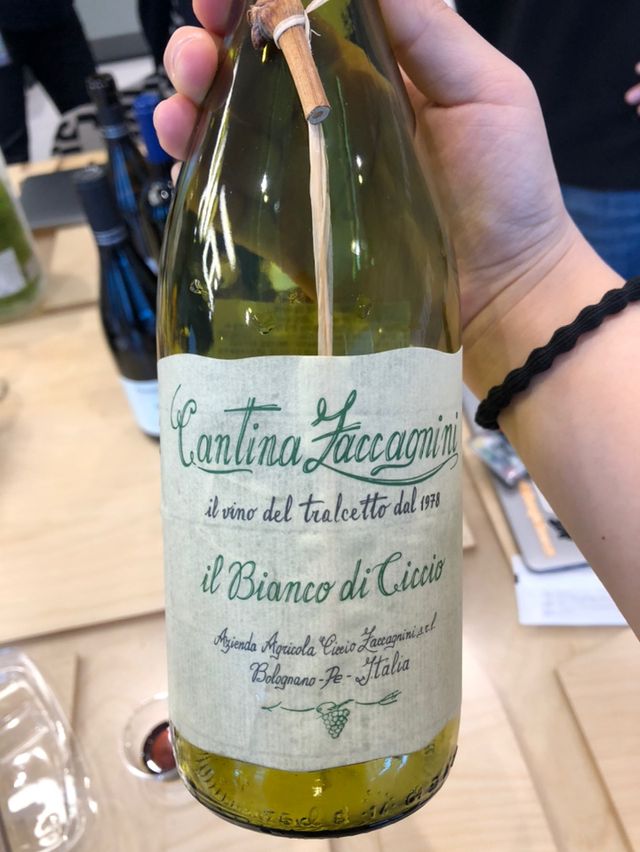 Cantina Zaccagnini
il vino del tralcetto dal 1978
il Bianco di Ciccio
Azienda Agricola Ciccio Zaccagnini s.r.l.
Bolognano - Pe - Italia